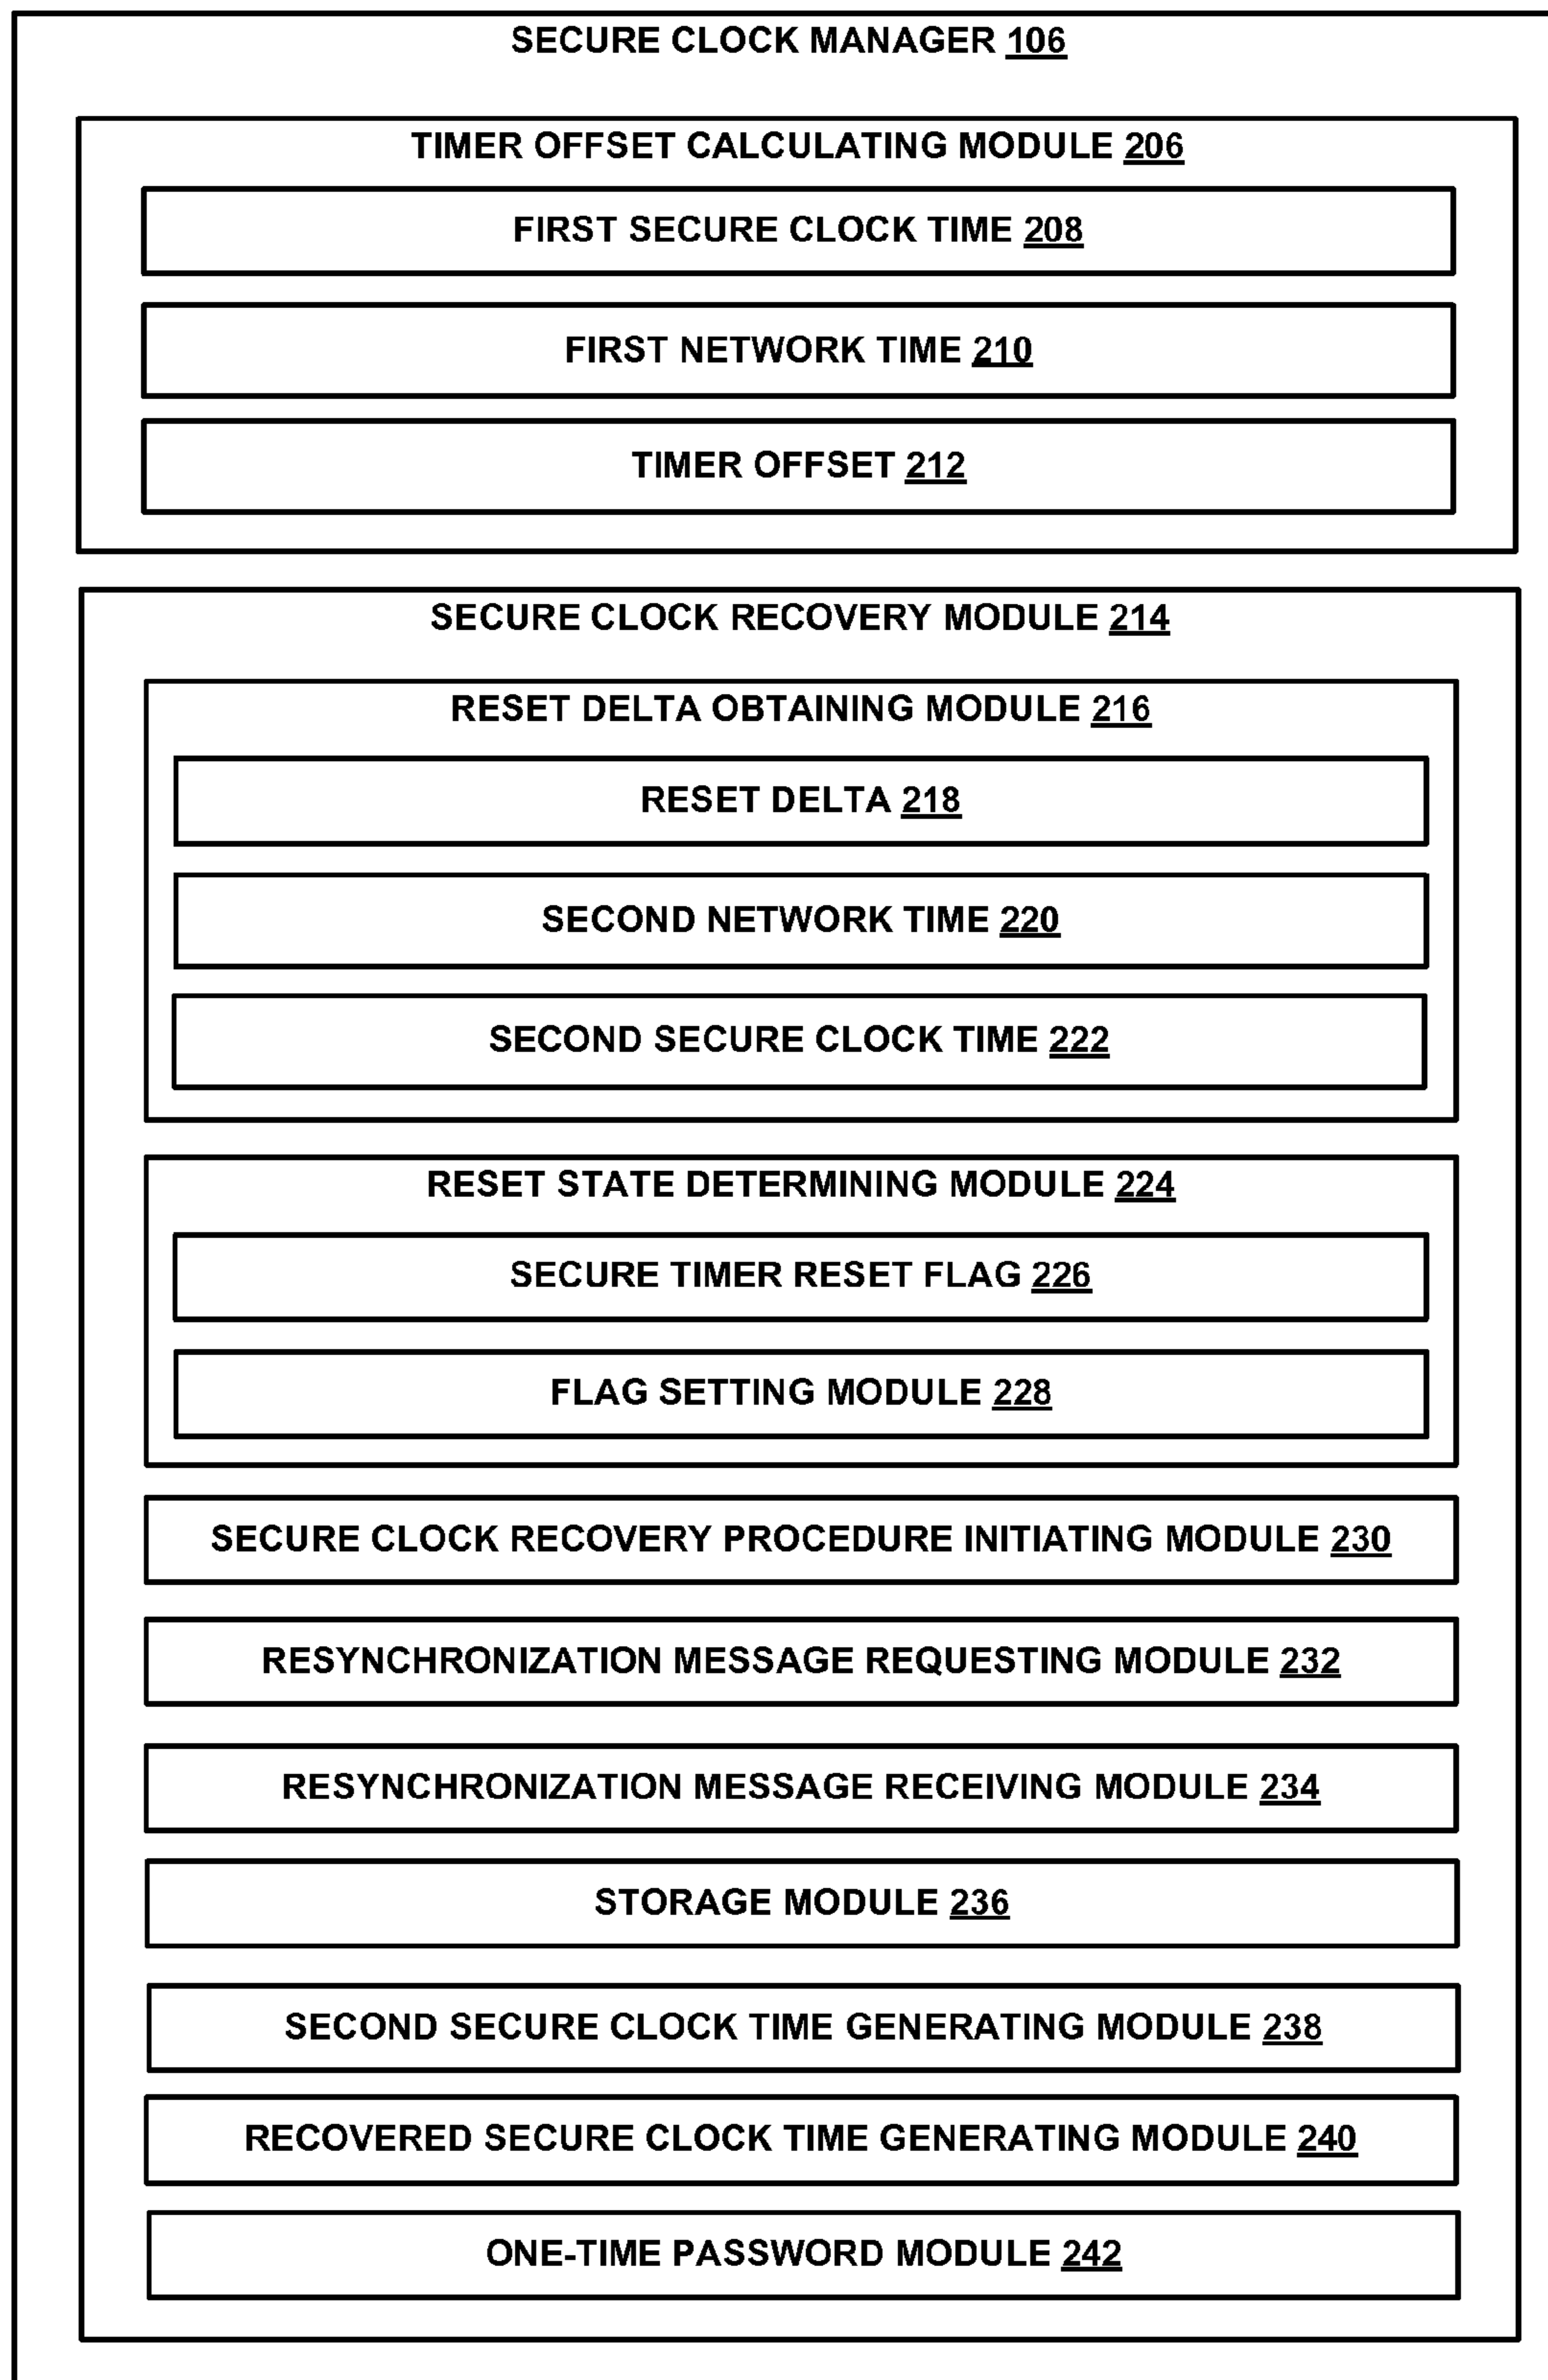 SECURE CLOCK MANAGER 106
TIMER OFFSET CALCULATING MODULE 206
FIRST SECURE CLOCK TIME 208
FIRST NETWORK TIME 210
TIMER OFFSET 212
SECURE CLOCK RECOVERY MODULE 214
RESET DELTA OBTAINING MODULE 216
RESET DELTA 218
SECOND NETWORK TIME 220
SECOND SECURE CLOCK TIME 222
RESET STATE DETERMINING MODULE 224
SECURE TIMER RESET FLAG 226
FLAG SETTING MODULE 228
SECURE CLOCK RECOVERY PROCEDURE INITIATING MODULE 230
RESYNCHRONIZATION MESSAGE REQUESTING MODULE 232
RESYNCHRONIZATION MESSAGE RECEIVING MODULE 234
STORAGE MODULE 236
SECOND SECURE CLOCK TIME GENERATING MODULE 238
RECOVERED SECURE CLOCK TIME GENERATING MODULE 240
ONE-TIME PASSWORD MODULE 242